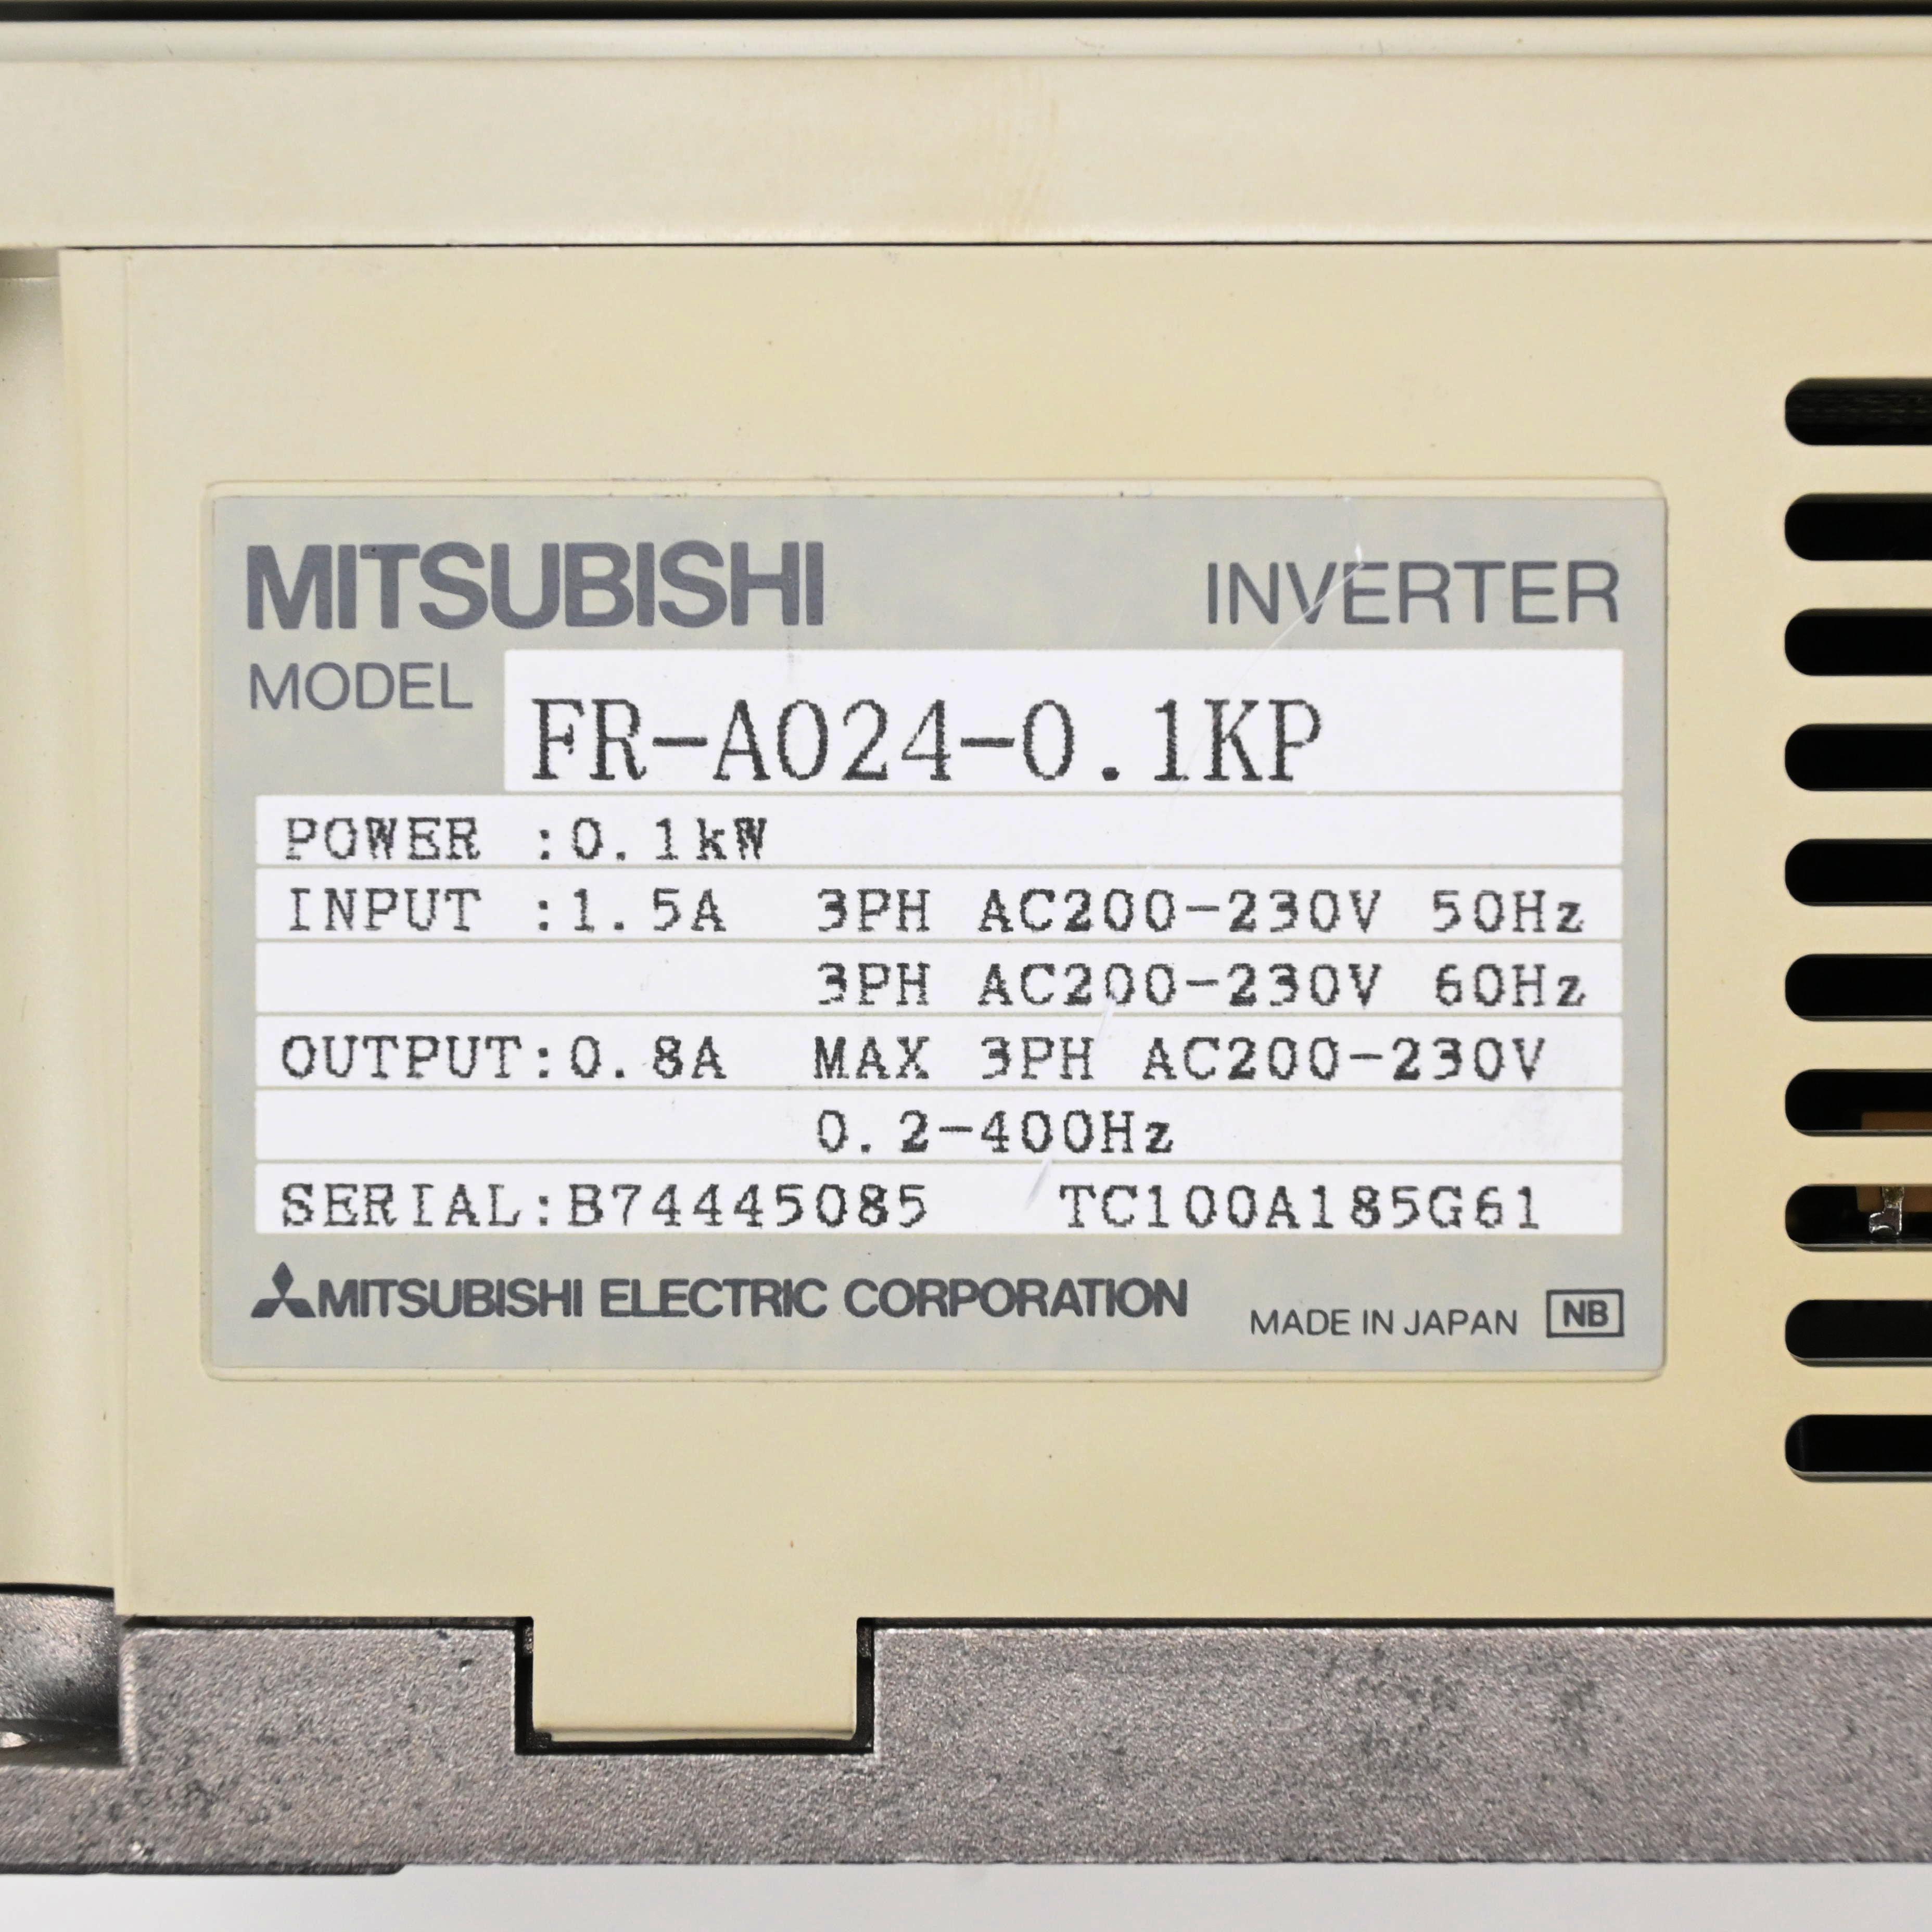 MITSUBISHI INVERTER
MODEL FR-A024-0.1KP
POWER :0.1kW
INPUT :1.5A 3PH AC200-230V 50Hz
3PH AC200-230V 60Hz
OUTPUT:0.8A MAX 3PH AC200-230V
0.2-400Hz
SERIAL:B74445085 TC100A185G61
MITSUBISHI ELECTRIC CORPORATION MADE IN JAPAN NB